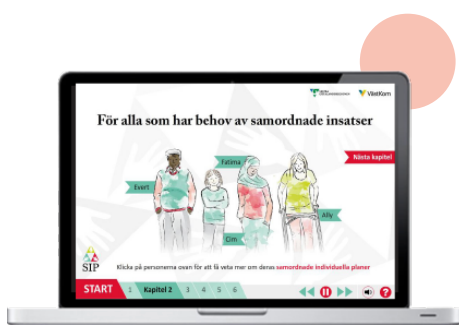 VästKom
För alla som har behov av samordnade insatser
Nästa kapitel
Fatima
Evert
Ally
Elm
SIP
Klicka på personerna ovan för att få veta mer om deras samordnade individuella planer
START 1 Kapitel 2 3 4 5 6